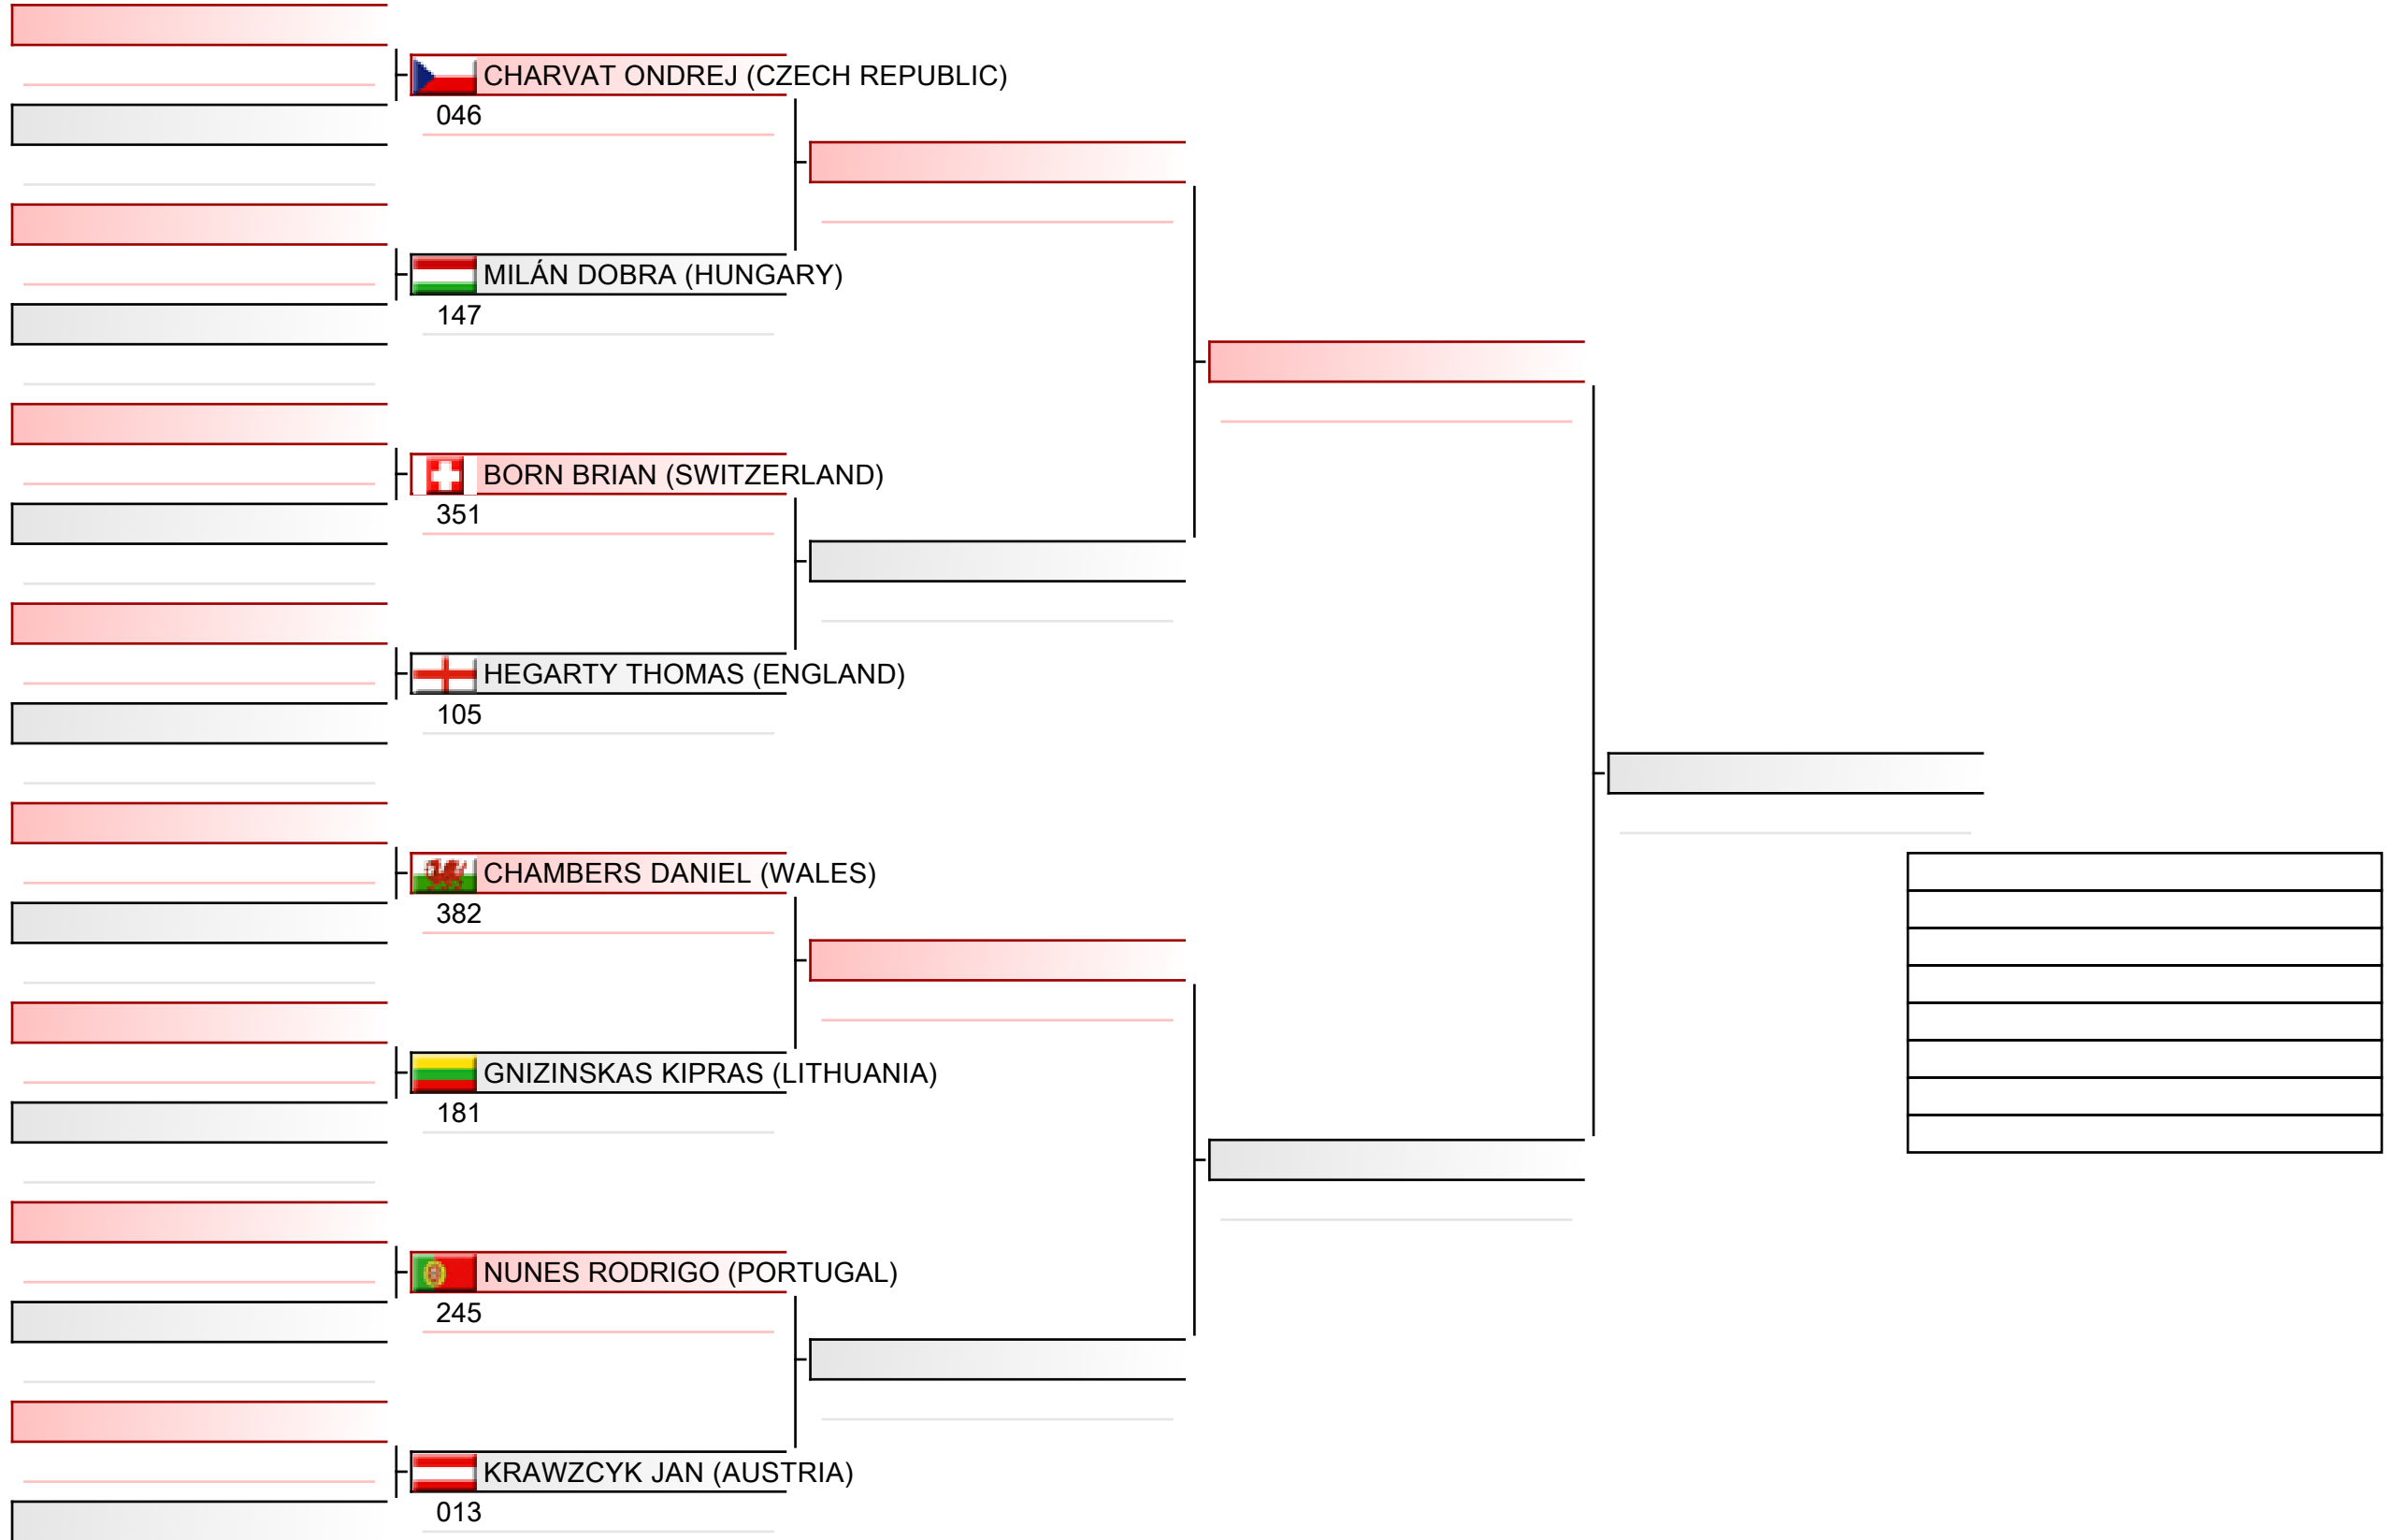 CHARVAT ONDREJ (CZECH REPUBLIC)
046
MILÁN DOBRA (HUNGARY)
147
BORN BRIAN (SWITZERLAND)
351
HEGARTY THOMAS (ENGLAND)
105
CHAMBERS DANIEL (WALES)
382
GNIZINSKAS KIPRAS (LITHUANIA)
181
NUNES RODRIGO (PORTUGAL)
245
KRAWZCYK JAN (AUSTRIA)
013